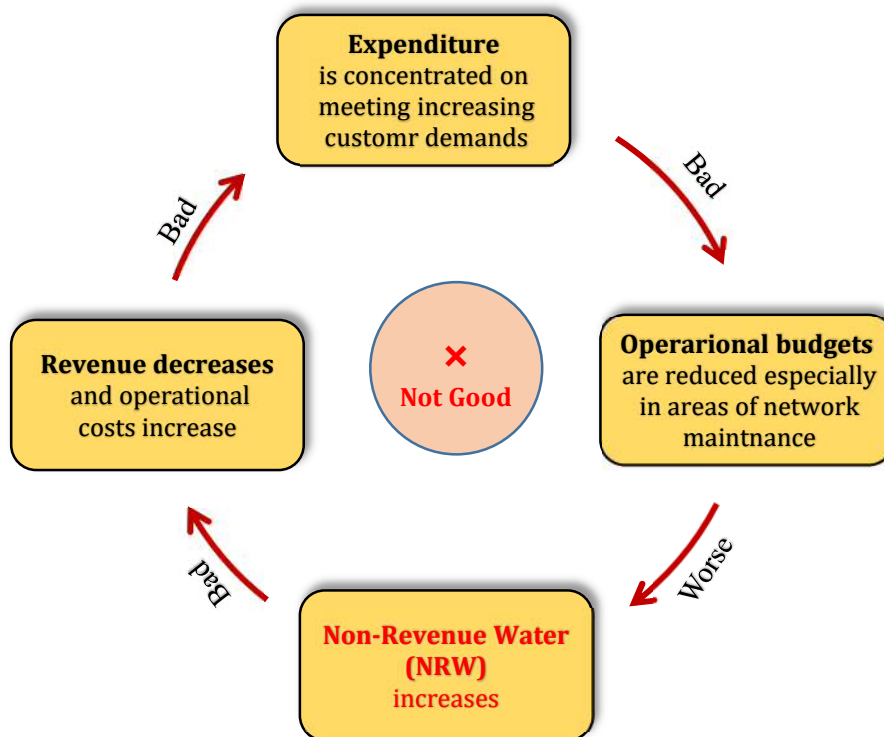 Expenditure
is concentrated on
meeting increasing
customr demands
Bad
Bad
Revenue decreases
and operational
costs increase
×
Not Good
Operarional budgets
are reduced especially
in areas of network
maintnance
Bad
Worse
Non-Revenue Water
(NRW)
increases